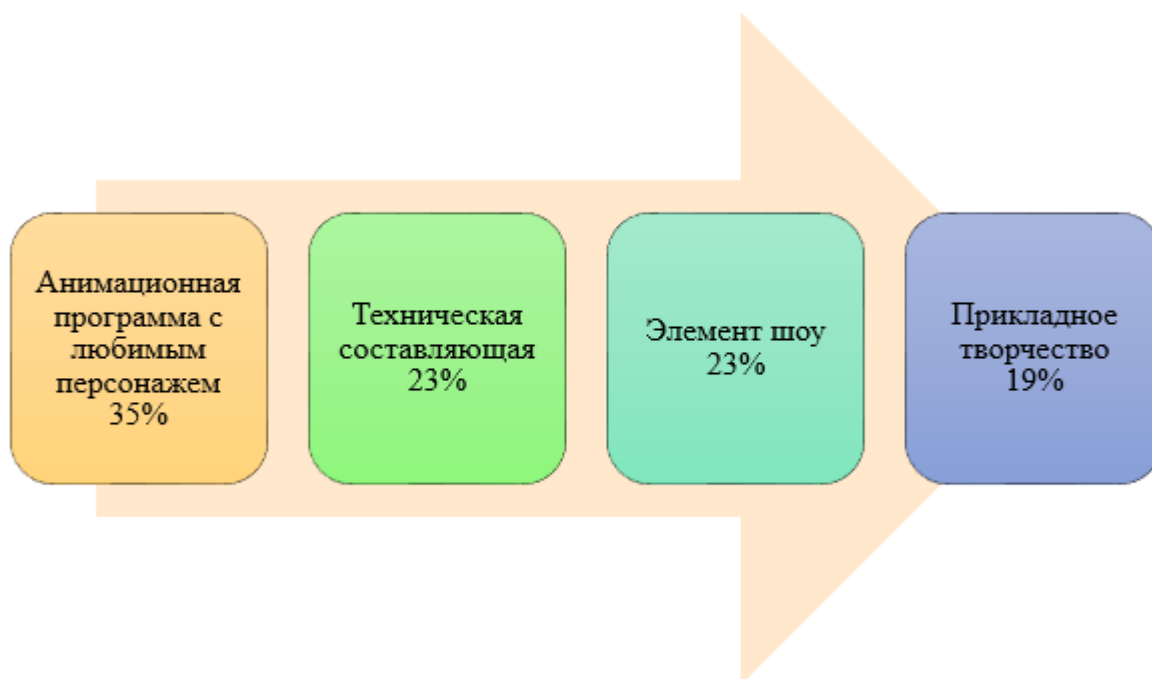 Анимационная
программа с
любимым
персонажем
35%
Техническая
составляющая
23%
Элемент шоу
23%
Прикладное
творчество
19%